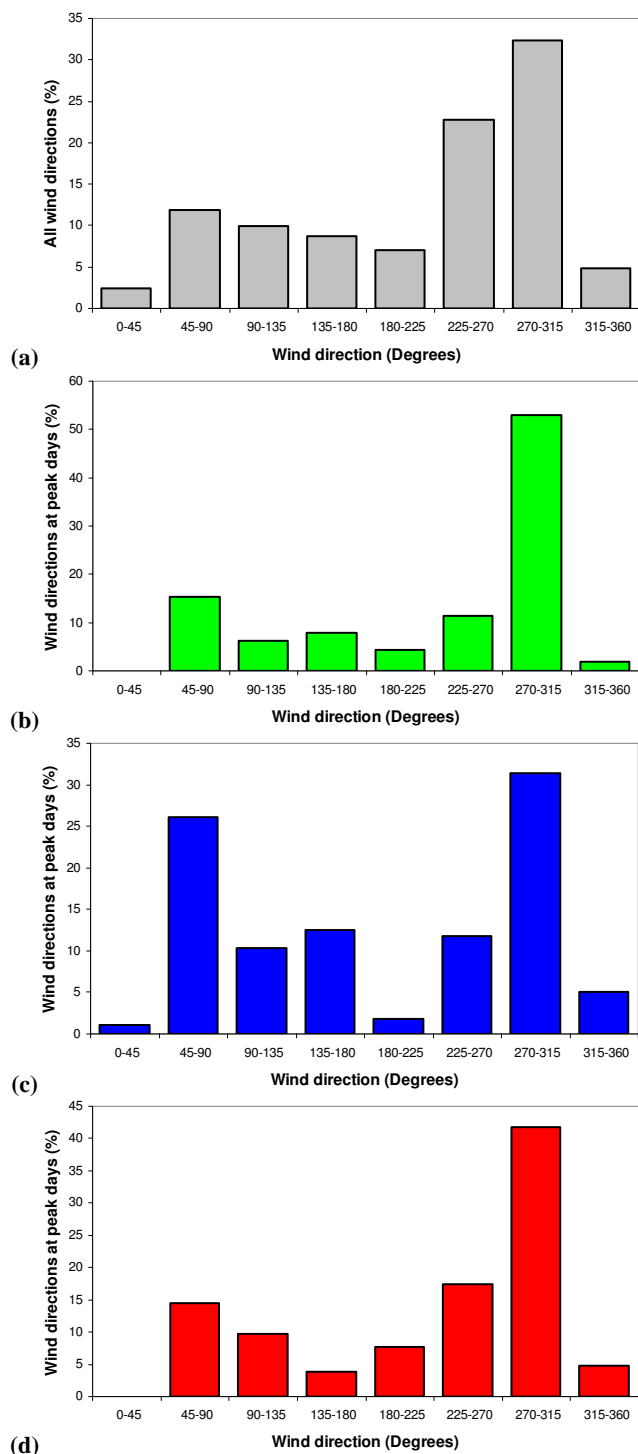 All wind directions (%)
35
30
25
20
15
10
5
0
0-45 45-90 90-135 135-180 180-225 225-270 270-315 315-360
Wind direction (Degrees)
(a)
Wind directions at peak days (%)
60
50
40
30
20
10
0
0-45 45-90 90-135 135-180 180-225 225-270 270-315 315-360
Wind direction (Degrees)
(b)
Wind directions at peak days (%)
35
30
25
20
15
10
5
0
0-45 45-90 90-135 135-180 180-225 225-270 270-315 315-360
Wind direction (Degrees)
(c)
Wind directions at peak days (%)
45
40
35
30
25
20
15
10
5
0
0-45 45-90 90-135 135-180 180-225 225-270 270-315 315-360
Wind direction (Degrees)
(d)